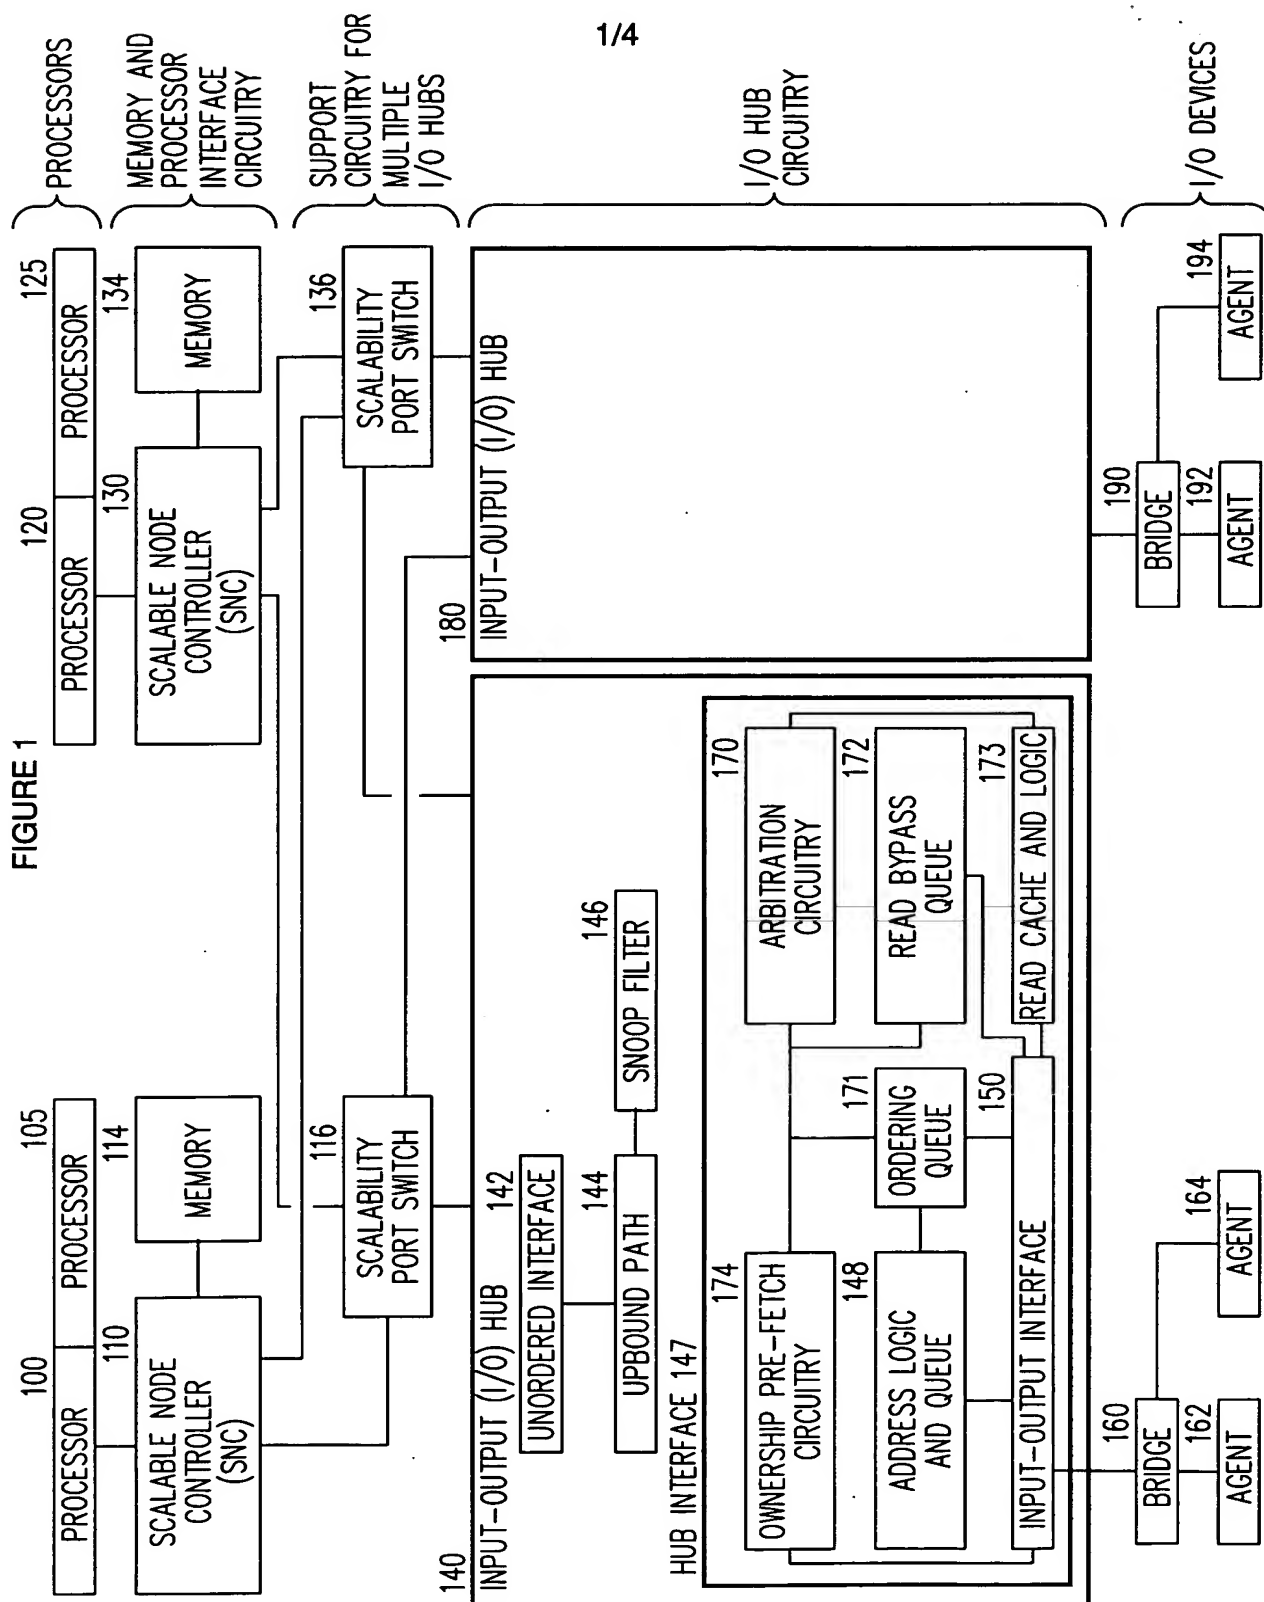 1/4
FIGURE 1
100
PROCESSOR
105
PROCESSOR
120
PROCESSOR
125
PROCESSOR
PROCESSORS
110
SCALABLE NODE
CONTROLLER
(SNC)
114
MEMORY
130
SCALABLE NODE
CONTROLLER
(SNC)
134
MEMORY
MEMORY AND
PROCESSOR
INTERFACE
CIRCUITRY
116
SCALABILITY
PORT SWITCH
136
SCALABILITY
PORT SWITCH
SUPPORT
CIRCUITRY FOR
MULTIPLE
I/O HUBS
140
INPUT-OUTPUT (I/O) HUB
142
UNORDERED INTERFACE
144
UPBOUND PATH
146
SNOOP FILTER
HUB INTERFACE 147
174
OWNERSHIP PRE-FETCH
CIRCUITRY
170
ARBITRATION
CIRCUITRY
148
ADDRESS LOGIC
AND QUEUE
171
ORDERING
QUEUE
172
READ BYPASS
QUEUE
150
INPUT-OUTPUT INTERFACE
173
READ CACHE AND LOGIC
180
INPUT-OUTPUT (I/O) HUB
I/O HUB
CIRCUITRY
160
BRIDGE
162
AGENT
164
AGENT
190
BRIDGE
192
AGENT
194
AGENT
I/O DEVICES